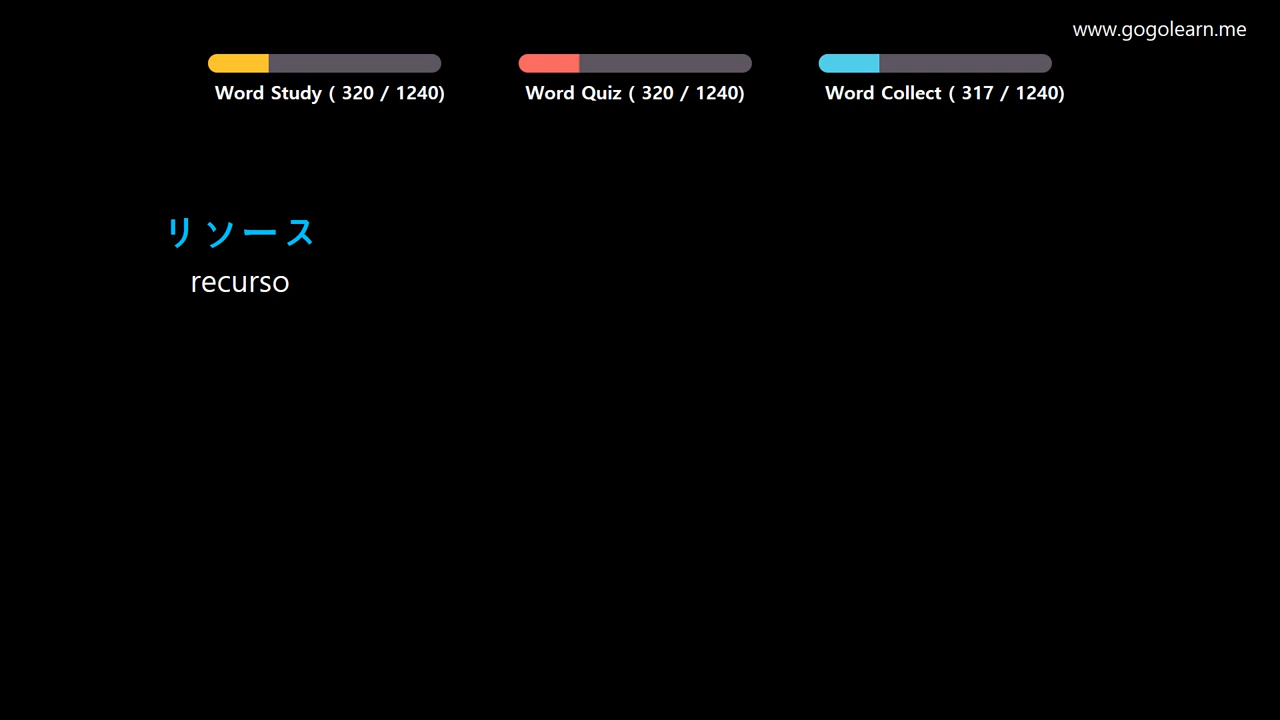 www.gogolearn.me
Word Study ( 320 / 1240)
Word Quiz ( 320 / 1240)
Word Collect ( 317 / 1240)
リソース
recurso